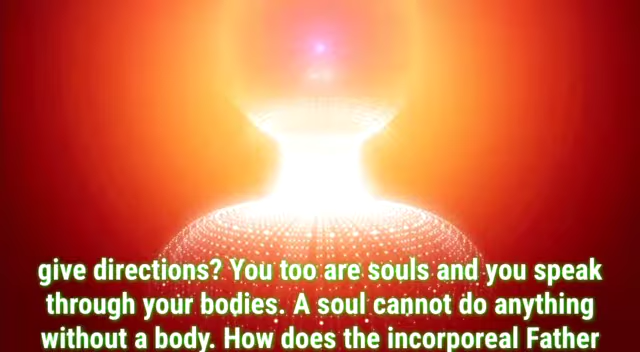 give directions? You too are souls and you speak
through your bodies. A soul cannot do anything
without a body. How does the incorporeal Father